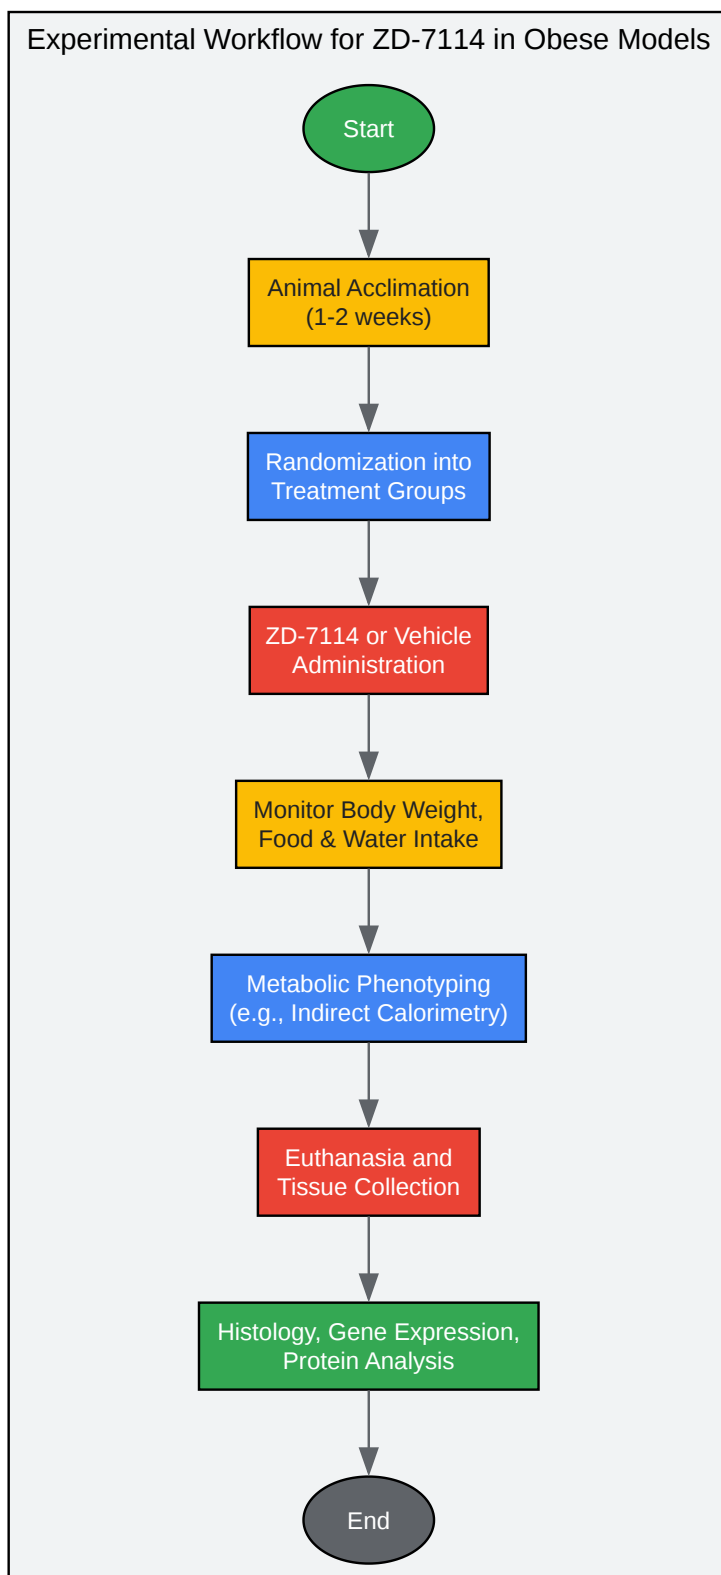 Experimental Workflow for ZD-7114 in Obese Models
Start
Animal Acclimation
(1-2 weeks)
Randomization into
Treatment Groups
ZD-7114 or Vehicle
Administration
Monitor Body Weight,
Food & Water Intake
Metabolic Phenotyping
(e.g., Indirect Calorimetry)
Euthanasia and
Tissue Collection
Histology, Gene Expression,
Protein Analysis
End